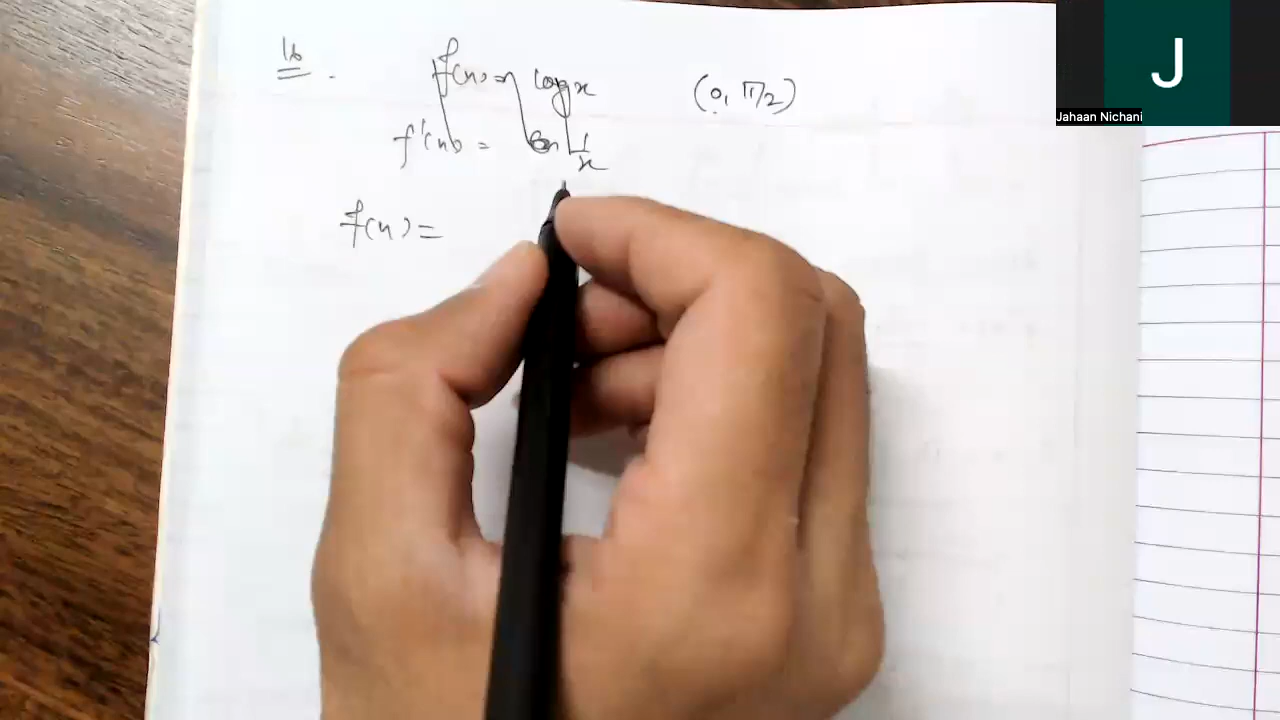 16.
f(x) = log x (0, π/2)
f'(x) = 1/x
f(x) =
J
Jahaan Nichani